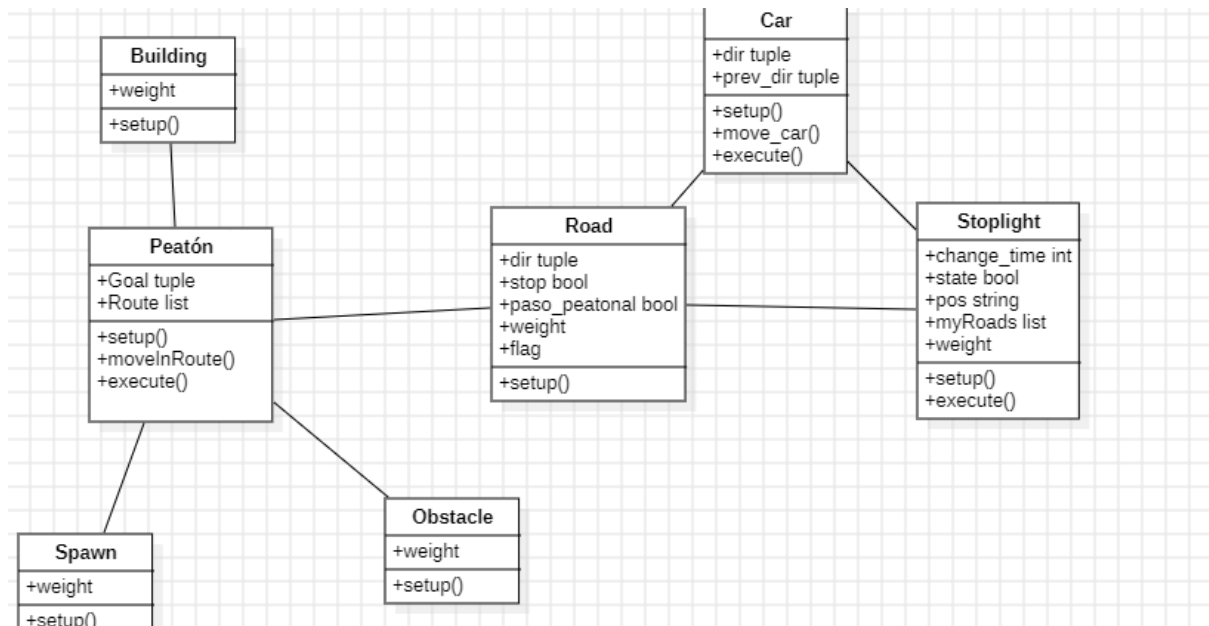 Building
+weight
+setup()
Car
+dir tuple
+prev_dir tuple
+setup()
+move_car()
+execute()
Peatón
+Goal tuple
+Route list
+setup()
+moveInRoute()
+execute()
Road
+dir tuple
+stop bool
+paso_peatonal bool
+weight
+flag
+setup()
Stoplight
+change_time int
+state bool
+pos string
+myRoads list
+weight
+setup()
+execute()
Spawn
+weight
+setup()
Obstacle
+weight
+setup()